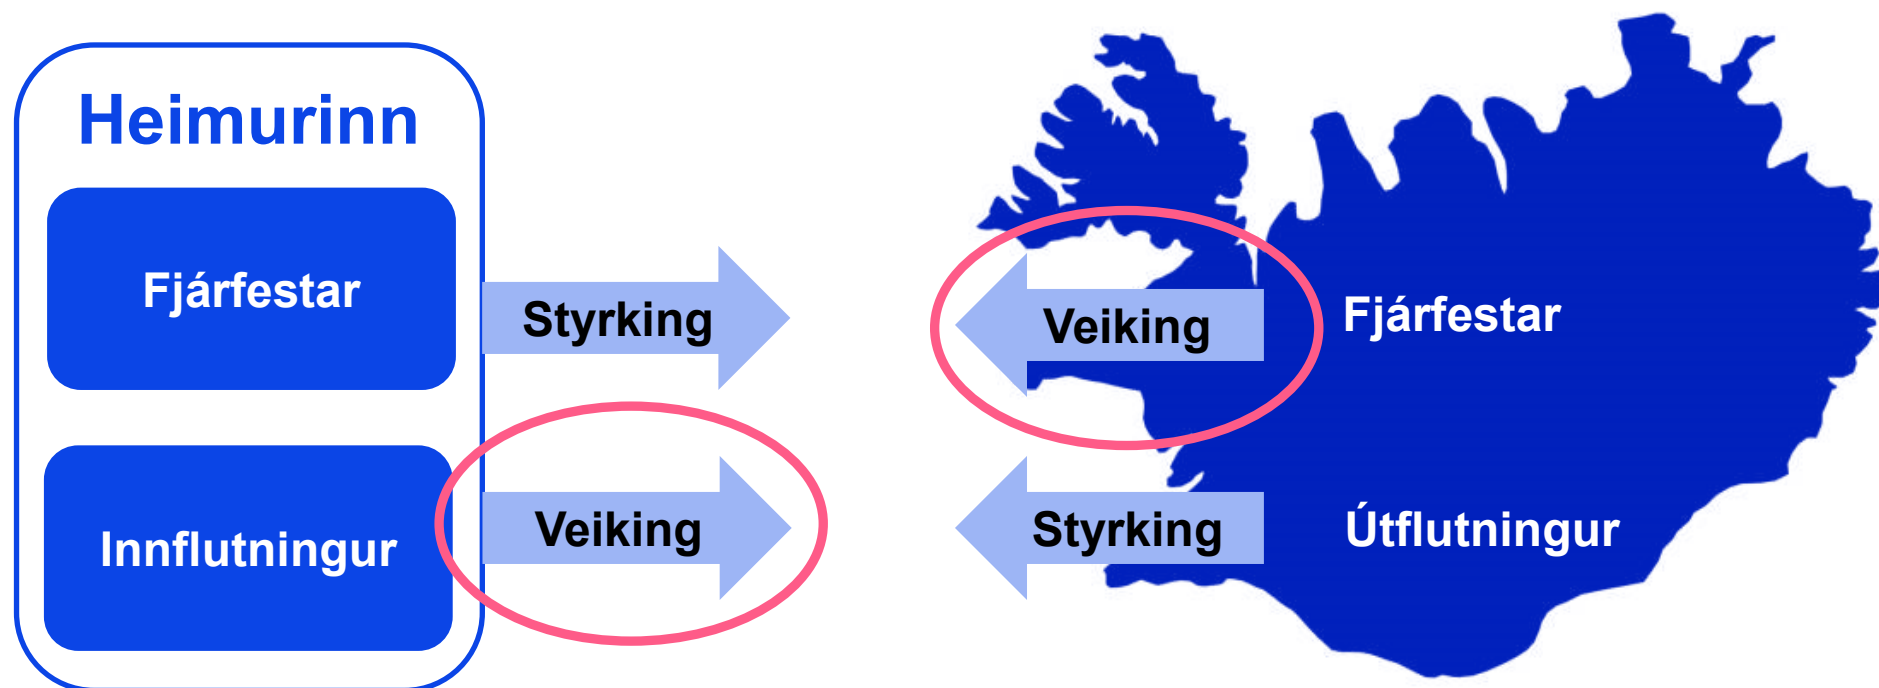 Heimurinn
Fjárfestar
Styrking
Veiking
Fjárfestar
Innflutningur
Veiking
Styrking
Útflutningur